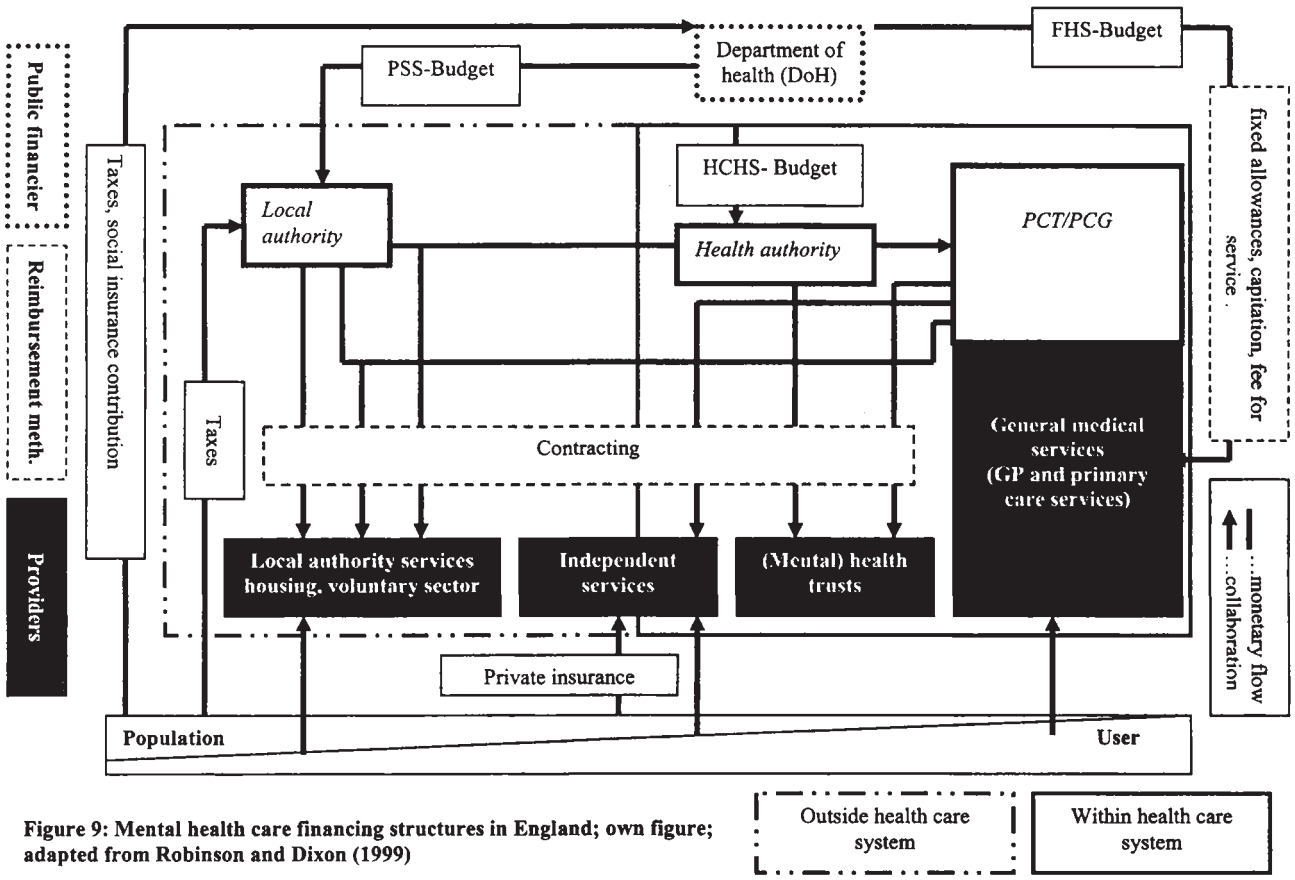 FHS-Budget
Department of
health (DoH)
PSS-Budget
Public financier
Reimbursement meth.
Providers
Taxes, social insurance contribution
HCHS- Budget
Local
authority
Health authority
PCT/PCG
fixed allowances, capitation, fee for
service .
Taxes
Contracting
General medical
services
(GP and primary
care services)
Local authority services
housing, voluntary sector
Independent
services
(Mental) health
trusts
...monetary flow
...collaboration
Private insurance
Population
User
Figure 9: Mental health care financing structures in England; own figure;
adapted from Robinson and Dixon (1999)
Outside health care
system
Within health care
system